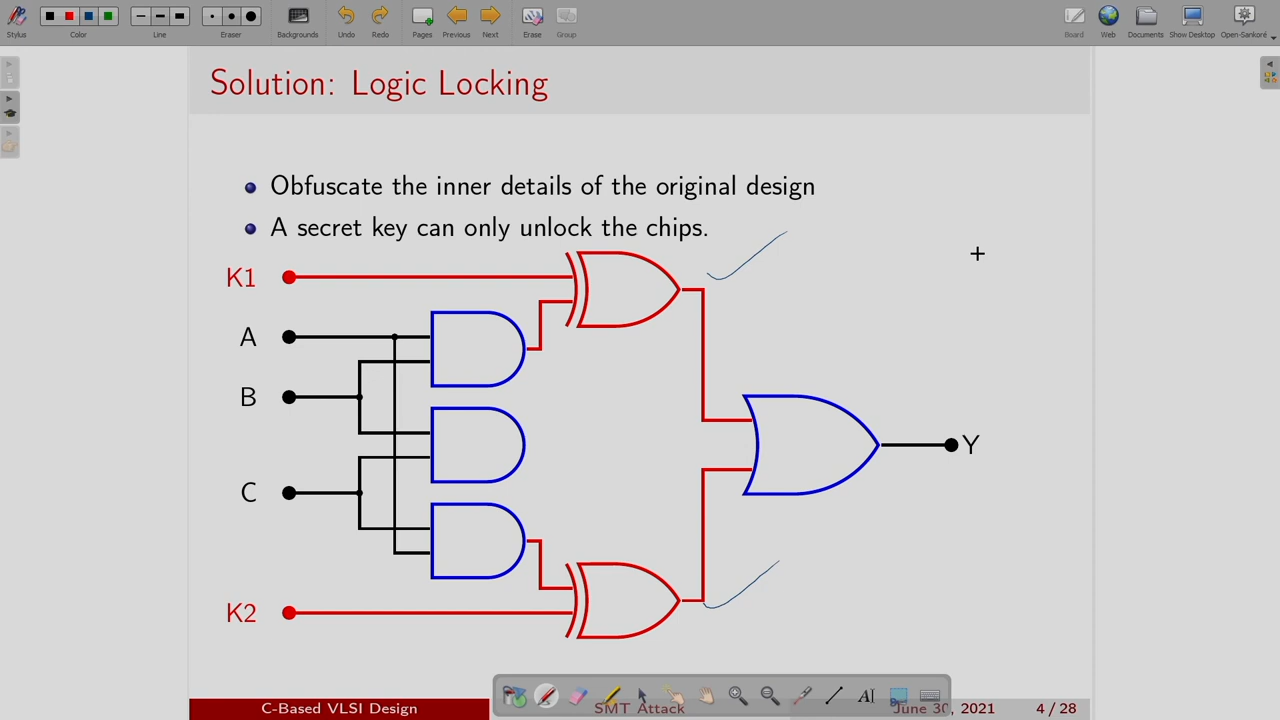 Stylus Color Line Eraser Backgrounds Undo Redo Pages Previous Next Erase Group Board Web Documents Show Desktop Open-Sankoré
Solution: Logic Locking
Obfuscate the inner details of the original design
A secret key can only unlock the chips.
K1
A
B
C
K2
Y
C-Based VLSI Design SMT Attack June 30, 2021 4 / 28